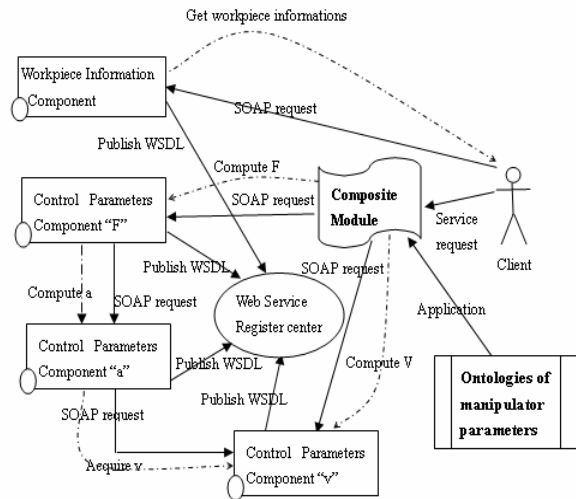 Get workpiece informations
Workpiece Information
Component
SOAP request
Publish WSDL
Compute F
Control Parameters
Component “F”
SOAP request
Composite
Module
Service
request
Client
Publish WSDL
SOAP request
Compute a
SOAP request
Web Service
Register center
Application
Control Parameters
Component “a”
Publish WSDL
Compute V
Publish WSDL
Ontologies of
manipulator
parameters
SOAP request
Acquire v
Control Parameters
Component “v”